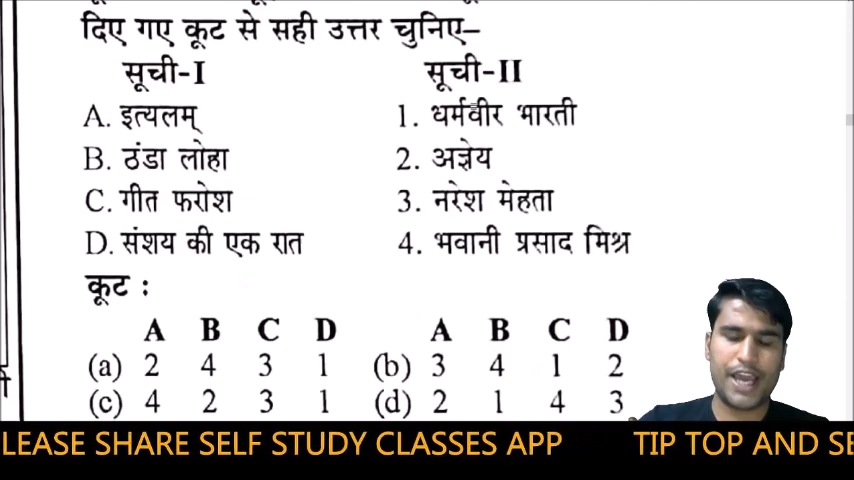 दिए गए कूट से सही उत्तर चुनिए–
सूची-I सूची-II
A. इत्यलम् 1. धर्मवीर भारती
B. ठंडा लोहा 2. अज्ञेय
C. गीत फरोश 3. नरेश मेहता
D. संशय की एक रात 4. भवानी प्रसाद मिश्र
कूट :
A B C D A B C D
(a) 2 4 3 1 (b) 3 4 1 2
(c) 4 2 3 1 (d) 2 1 4 3
LEASE SHARE SELF STUDY CLASSES APP TIP TOP AND SE